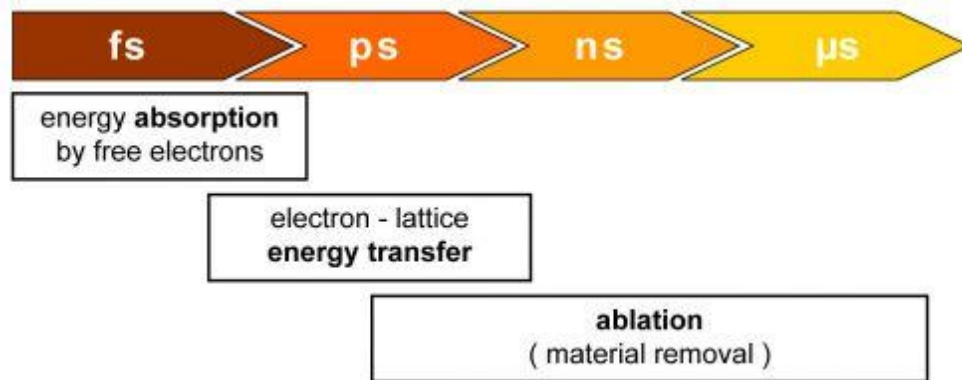 fs ps ns µs
energy absorption
by free electrons
electron - lattice
energy transfer
ablation
( material removal )